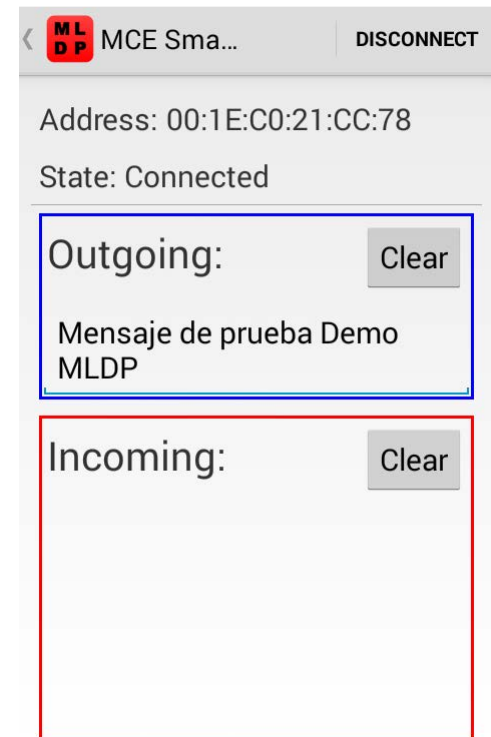 ML
DP
MCE Sma...
DISCONNECT
Address: 00:1E:C0:21:CC:78
State: Connected
Outgoing:
Clear
Mensaje de prueba Demo
MLDP
Incoming:
Clear